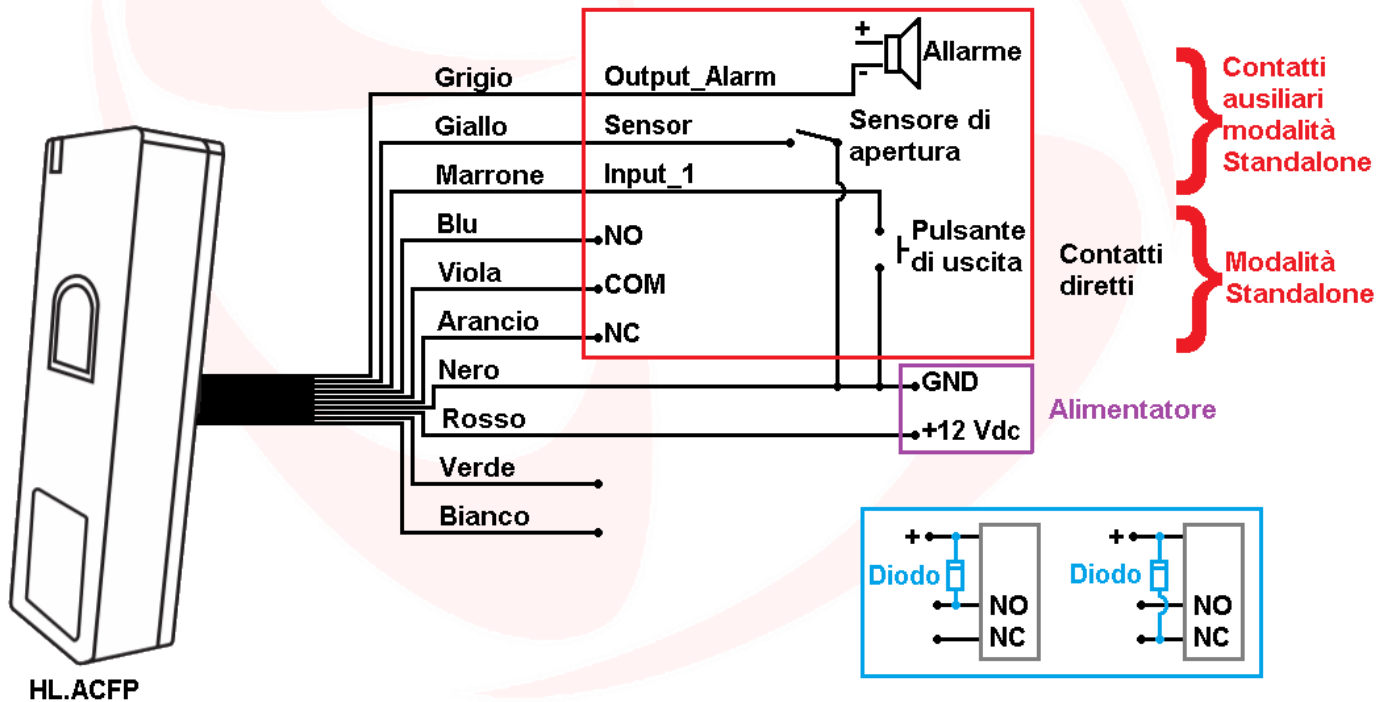 Grigio
Output_Alarm
+
-
Allarme
Giallo
Sensor
Sensore di
apertura
Marrone
Input_1
Blu
NO
Pulsante
di uscita
Viola
COM
Arancio
NC
Contatti
diretti
Contatti
ausiliari
modalità
Standalone
Modalità
Standalone
Nero
GND
Rosso
+12 Vdc
Alimentatore
Verde
Bianco
+
Diodo
NO
NC
+
Diodo
NO
NC
HL.ACFP